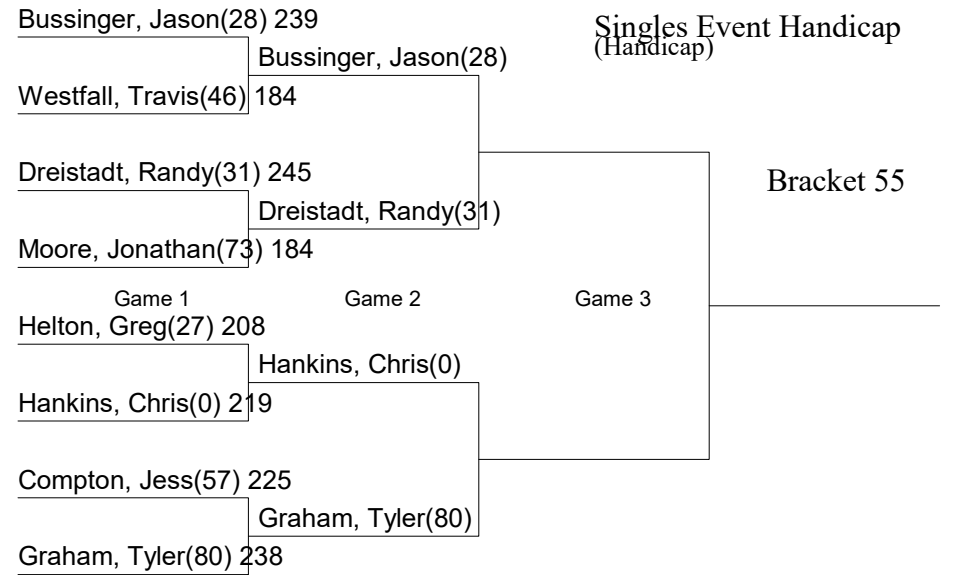 Bussinger, Jason(28) 239
Singles Event Handicap
(Handicap)
Bussinger, Jason(28)
Westfall, Travis(46) 184
Dreistadt, Randy(31) 245
Bracket 55
Dreistadt, Randy(31)
Moore, Jonathan(73) 184
Game 1
Game 2
Game 3
Helton, Greg(27) 208
Hankins, Chris(0)
Hankins, Chris(0) 219
Compton, Jess(57) 225
Graham, Tyler(80)
Graham, Tyler(80) 238